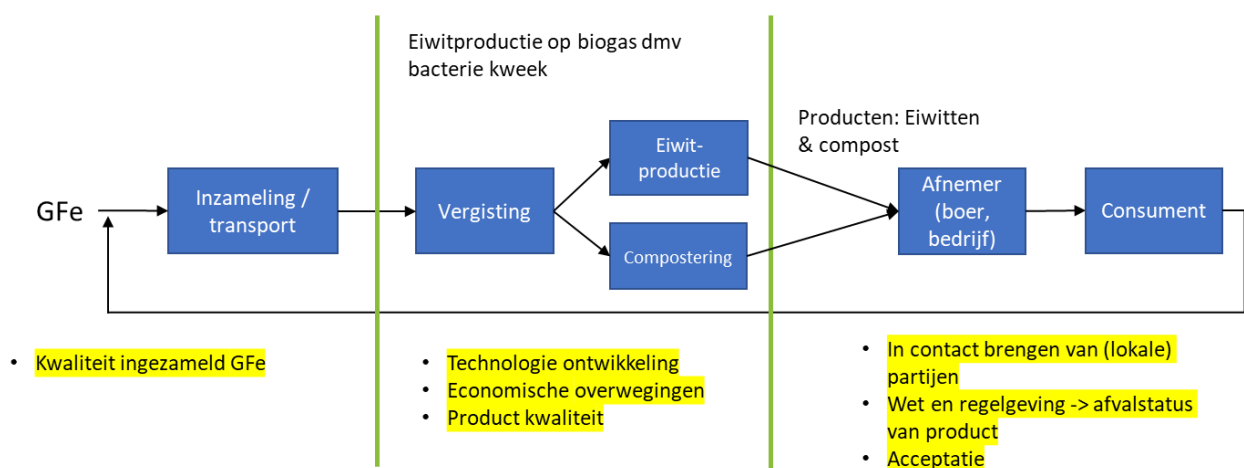 Eiwitproductie op biogas dmv
bacterie kweek
Producten: Eiwitten
& compost
GFe
Inzameling /
transport
Vergisting
Eiwit-
productie
Compostering
Afnemer
(boer,
bedrijf)
Consument
• Kwaliteit ingezameld GFe
• Technologie ontwikkeling
• Economische overwegingen
• Product kwaliteit
• In contact brengen van (lokale)
partijen
• Wet en regelgeving -> afvalstatus
van product
• Acceptatie